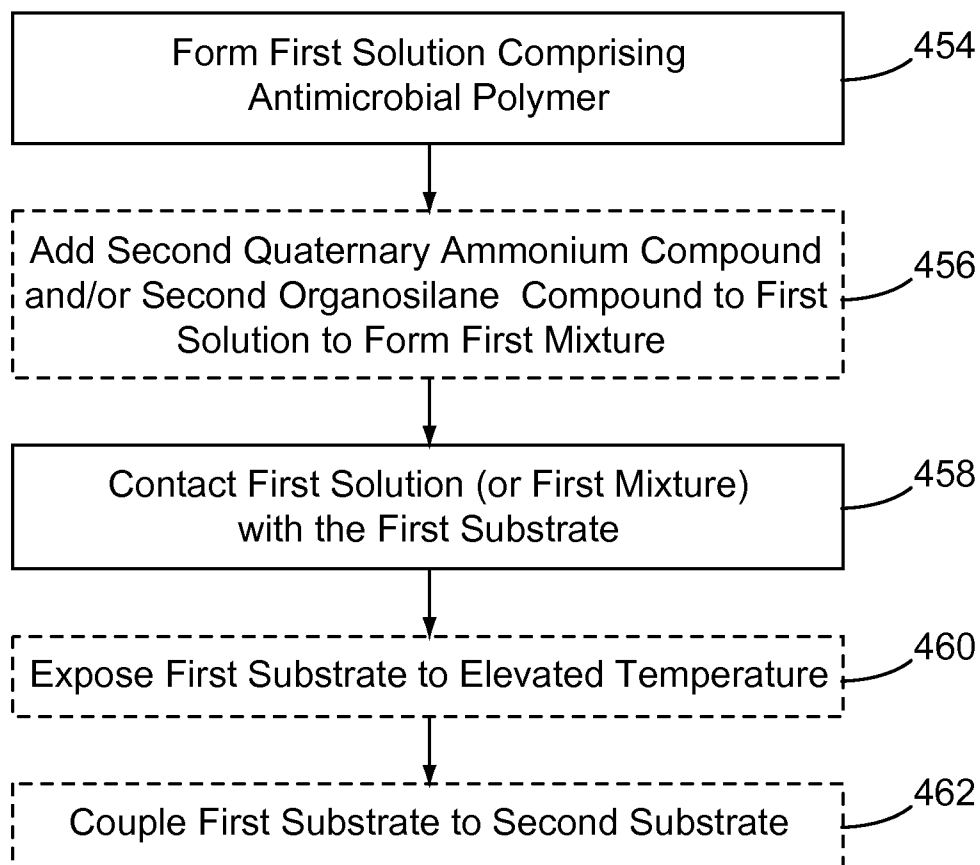 Form First Solution Comprising
Antimicrobial Polymer
454
Add Second Quaternary Ammonium Compound
and/or Second Organosilane Compound to First
Solution to Form First Mixture
456
Contact First Solution (or First Mixture)
with the First Substrate
458
Expose First Substrate to Elevated Temperature
460
Couple First Substrate to Second Substrate
462